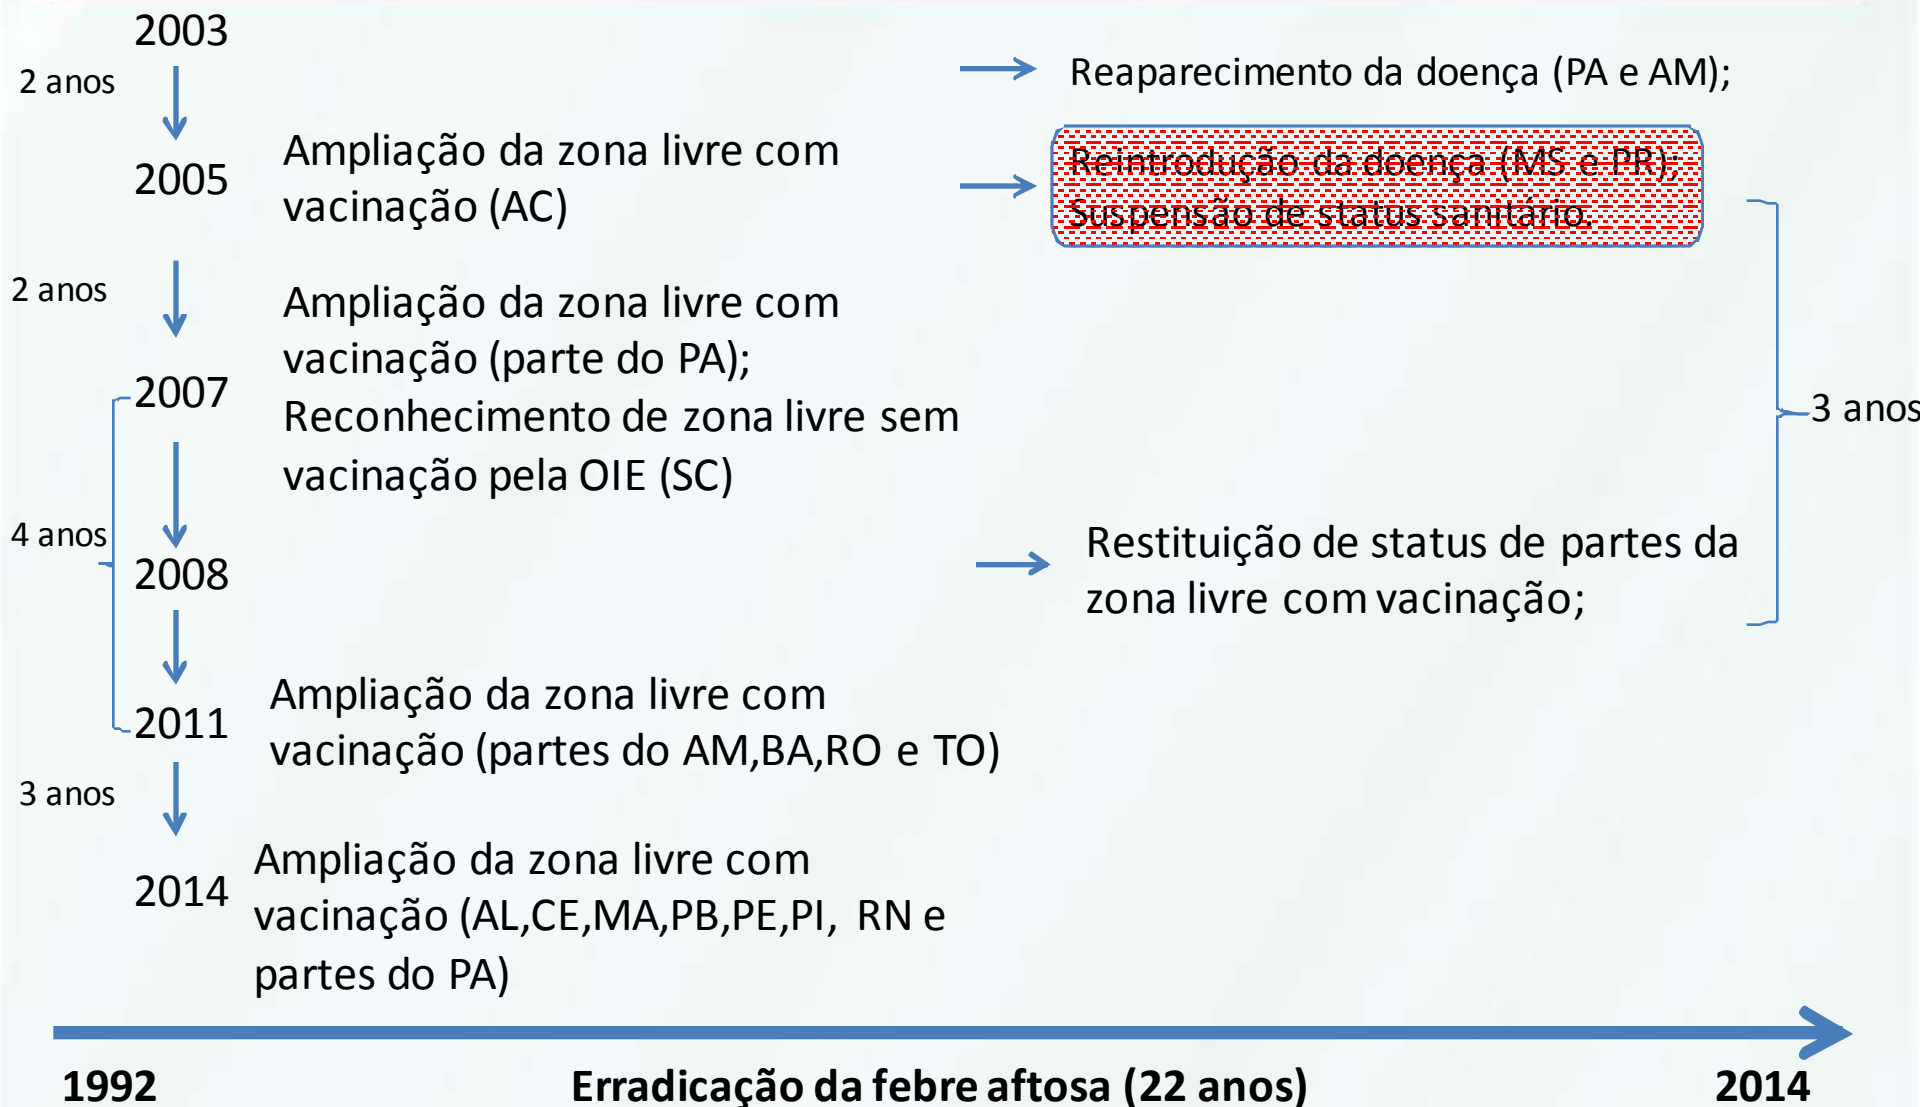 2003
2 anos
Reaparecimento da doença (PA e AM);
2005
Ampliação da zona livre com
vacinação (AC)
Reintrodução da doença (MS e PR);
Suspensão de status sanitário.
2 anos
2007
Ampliação da zona livre com
vacinação (parte do PA);
Reconhecimento de zona livre sem
vacinação pela OIE (SC)
3 anos
4 anos
2008
Restituição de status de partes da
zona livre com vacinação;
2011
Ampliação da zona livre com
vacinação (partes do AM,BA,RO e TO)
3 anos
2014
Ampliação da zona livre com
vacinação (AL,CE,MA,PB,PE,PI, RN e
partes do PA)
1992
Erradicação da febre aftosa (22 anos)
2014